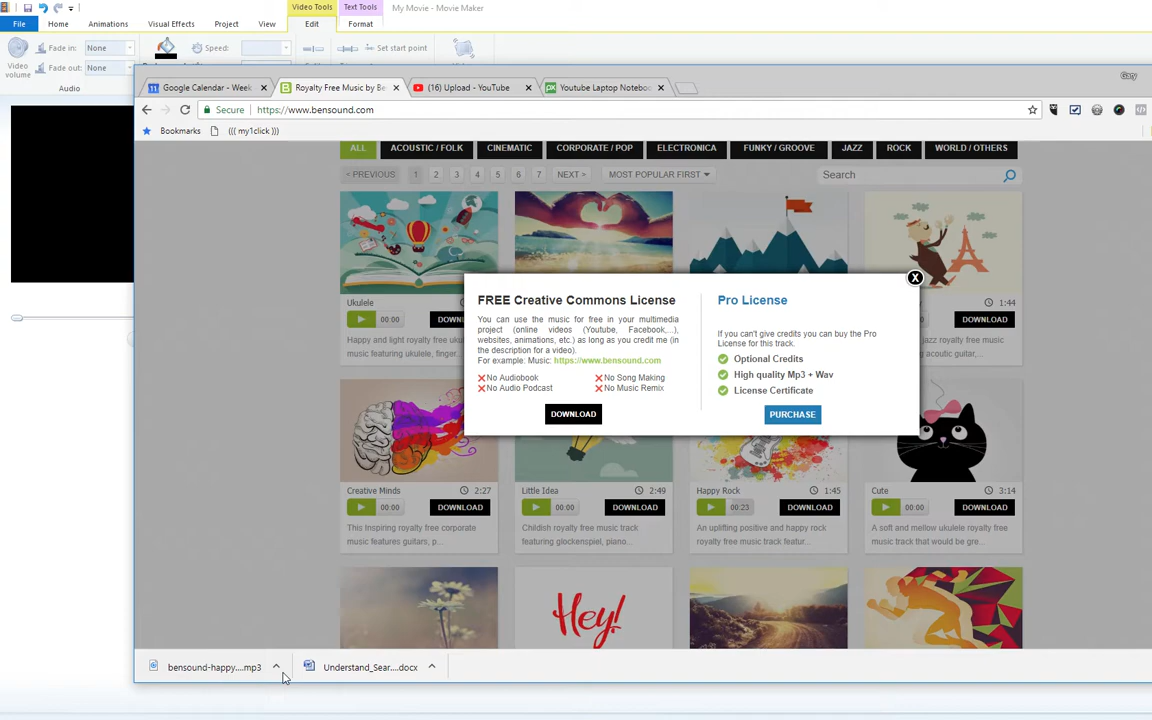 Video Tools Text Tools My Movie - Movie Maker
File Home Animations Visual Effects Project View Edit Format
Video volume Fade in: None Speed: Set start point
Fade out: None
Audio
Google Calendar - Week Royalty Free Music by Be (16) Upload - YouTube Youtube Laptop Noteboo Gary
Secure https://www.bensound.com
Bookmarks ((( my1click )))
ALL ACOUSTIC / FOLK CINEMATIC CORPORATE / POP ELECTRONICA FUNKY / GROOVE JAZZ ROCK WORLD / OTHERS
< PREVIOUS 1 2 3 4 5 6 7 NEXT > MOST POPULAR FIRST Search
FREE Creative Commons License
You can use the music for free in your multimedia
project (online videos (Youtube, Facebook,...),
websites, animations, etc.) as long as you credit me (in
the description for a video).
For example: Music: https://www.bensound.com
No Audiobook No Song Making
No Audio Podcast No Music Remix
DOWNLOAD
Pro License
If you can't give credits you can buy the Pro
License for this track.
Optional Credits
High quality Mp3 + Wav
License Certificate
PURCHASE
X
Ukulele
00:00
Happy and light royalty free
music featuring ukulele,
1:44
DOWNLOAD
jazz royalty free
acoutic guitar,...
Creative Minds 2:27 Little Idea 2:49 Happy Rock 1:45 Cute 3:14
00:00 DOWNLOAD 00:00 DOWNLOAD 00:23 DOWNLOAD 00:00 DOWNLOAD
This Inspiring royalty free corporate
music features guitars, p...
Childish royalty free music track
featuring glockenspiel, piano...
An uplifting positive and happy rock
royalty free music track featur...
A soft and mellow ukulele royalty free
music track that would be gre...
Hey!
bensound-happy....mp3 Understand_Sear....docx